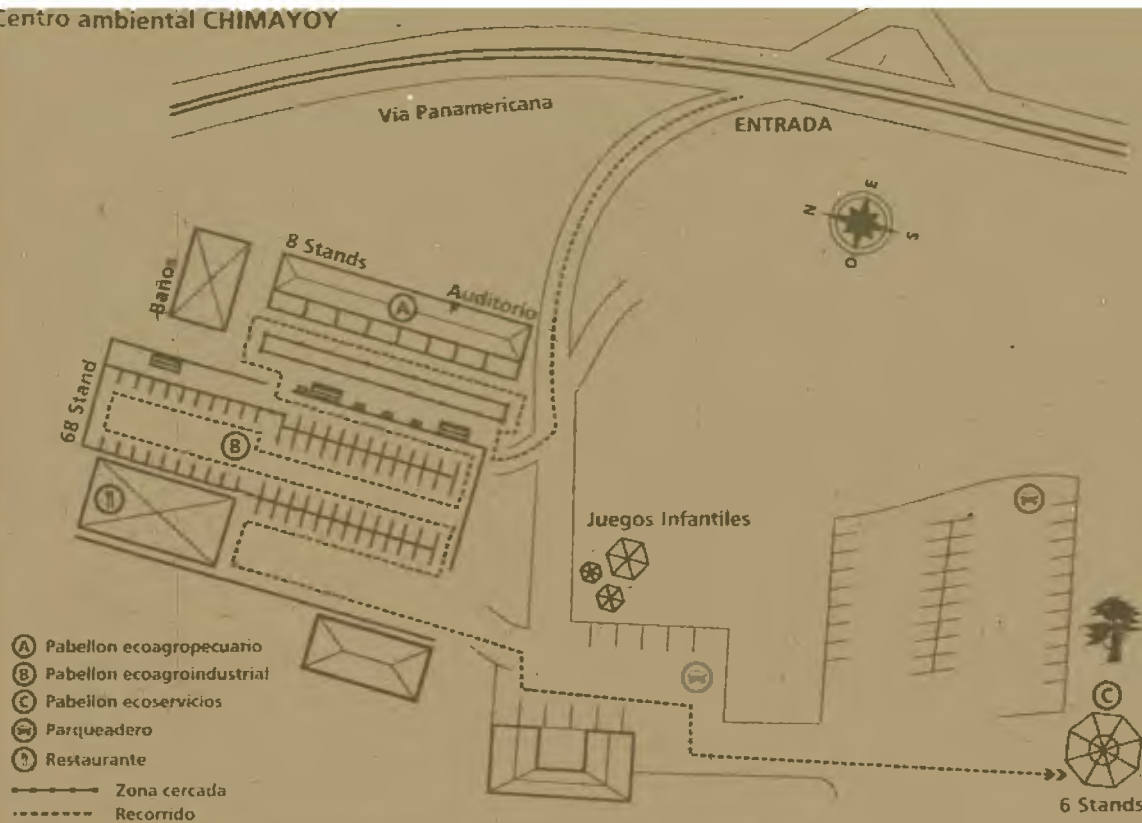 Centro ambiental CHIMAYOY
Via Panamericana
ENTRADA
E
N
S
O
8 Stands
Auditorio
A
Baños
68 Stand
B
Juegos Infantiles
C
6 Stands
A Pabellon ecoagropecuario
B Pabellon ecoagroindustrial
C Pabellon ecoservicios
Parqueadero
Restaurante
Zona cercada
Recorrido